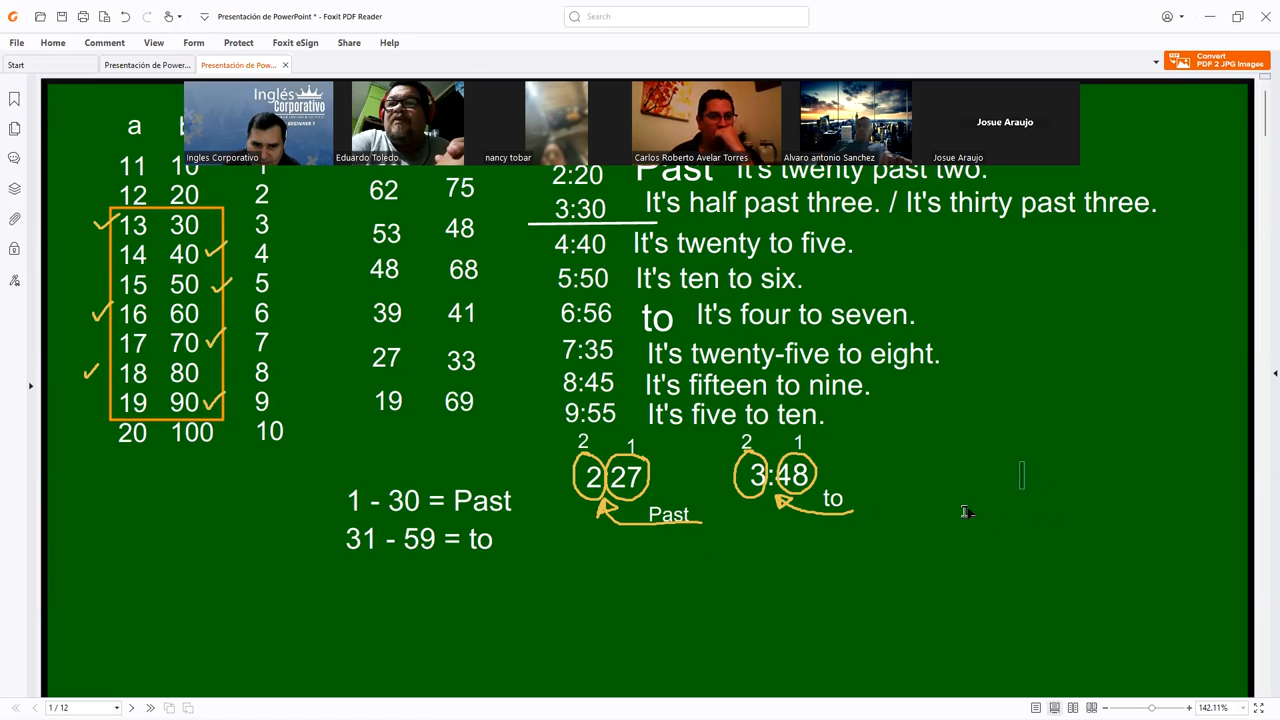 Presentación de PowerPoint * - Foxit PDF Reader
Search
File Home Comment View Form Protect Foxit eSign Share Help
Convert
PDF 2 JPG Images
Start
Presentación de Power...
Presentación de Pow...
Inglés
Corporativo
BEGINNER 1
Ingles Corporativo
Eduardo Toledo
nancy tobar
Carlos Roberto Avelar Torres
Alvaro antonio Sanchez
Josue Araujo
Josue Araujo
a
11 10 1
12 20 2
13 30 3
14 40 4
15 50 5
16 60 6
17 70 7
18 80 8
19 90 9
20 100 10
62 75
53 48
48 68
39 41
27 33
19 69
2:20 Past It's twenty past two.
3:30 It's half past three. / It's thirty past three.
4:40 It's twenty to five.
5:50 It's ten to six.
6:56 to It's four to seven.
7:35 It's twenty-five to eight.
8:45 It's fifteen to nine.
9:55 It's five to ten.
2 1
2 27
Past
2 1
3:48
to
1 - 30 = Past
31 - 59 = to
1 / 12
142.11%